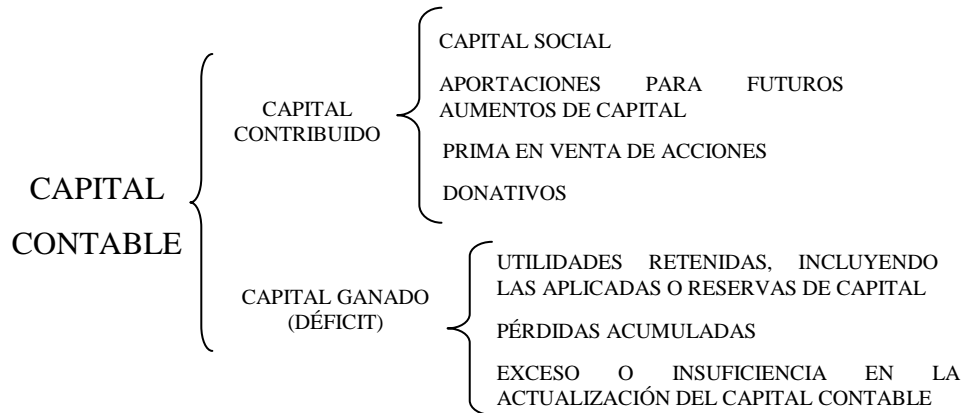 CAPITAL
CONTABLE
CAPITAL
CONTRIBUIDO
CAPITAL SOCIAL
APORTACIONES PARA FUTUROS
AUMENTOS DE CAPITAL
PRIMA EN VENTA DE ACCIONES
DONATIVOS
CAPITAL GANADO
(DÉFICIT)
UTILIDADES RETENIDAS, INCLUYENDO
LAS APLICADAS O RESERVAS DE CAPITAL
PÉRDIDAS ACUMULADAS
EXCESO O INSUFICIENCIA EN LA
ACTUALIZACIÓN DEL CAPITAL CONTABLE